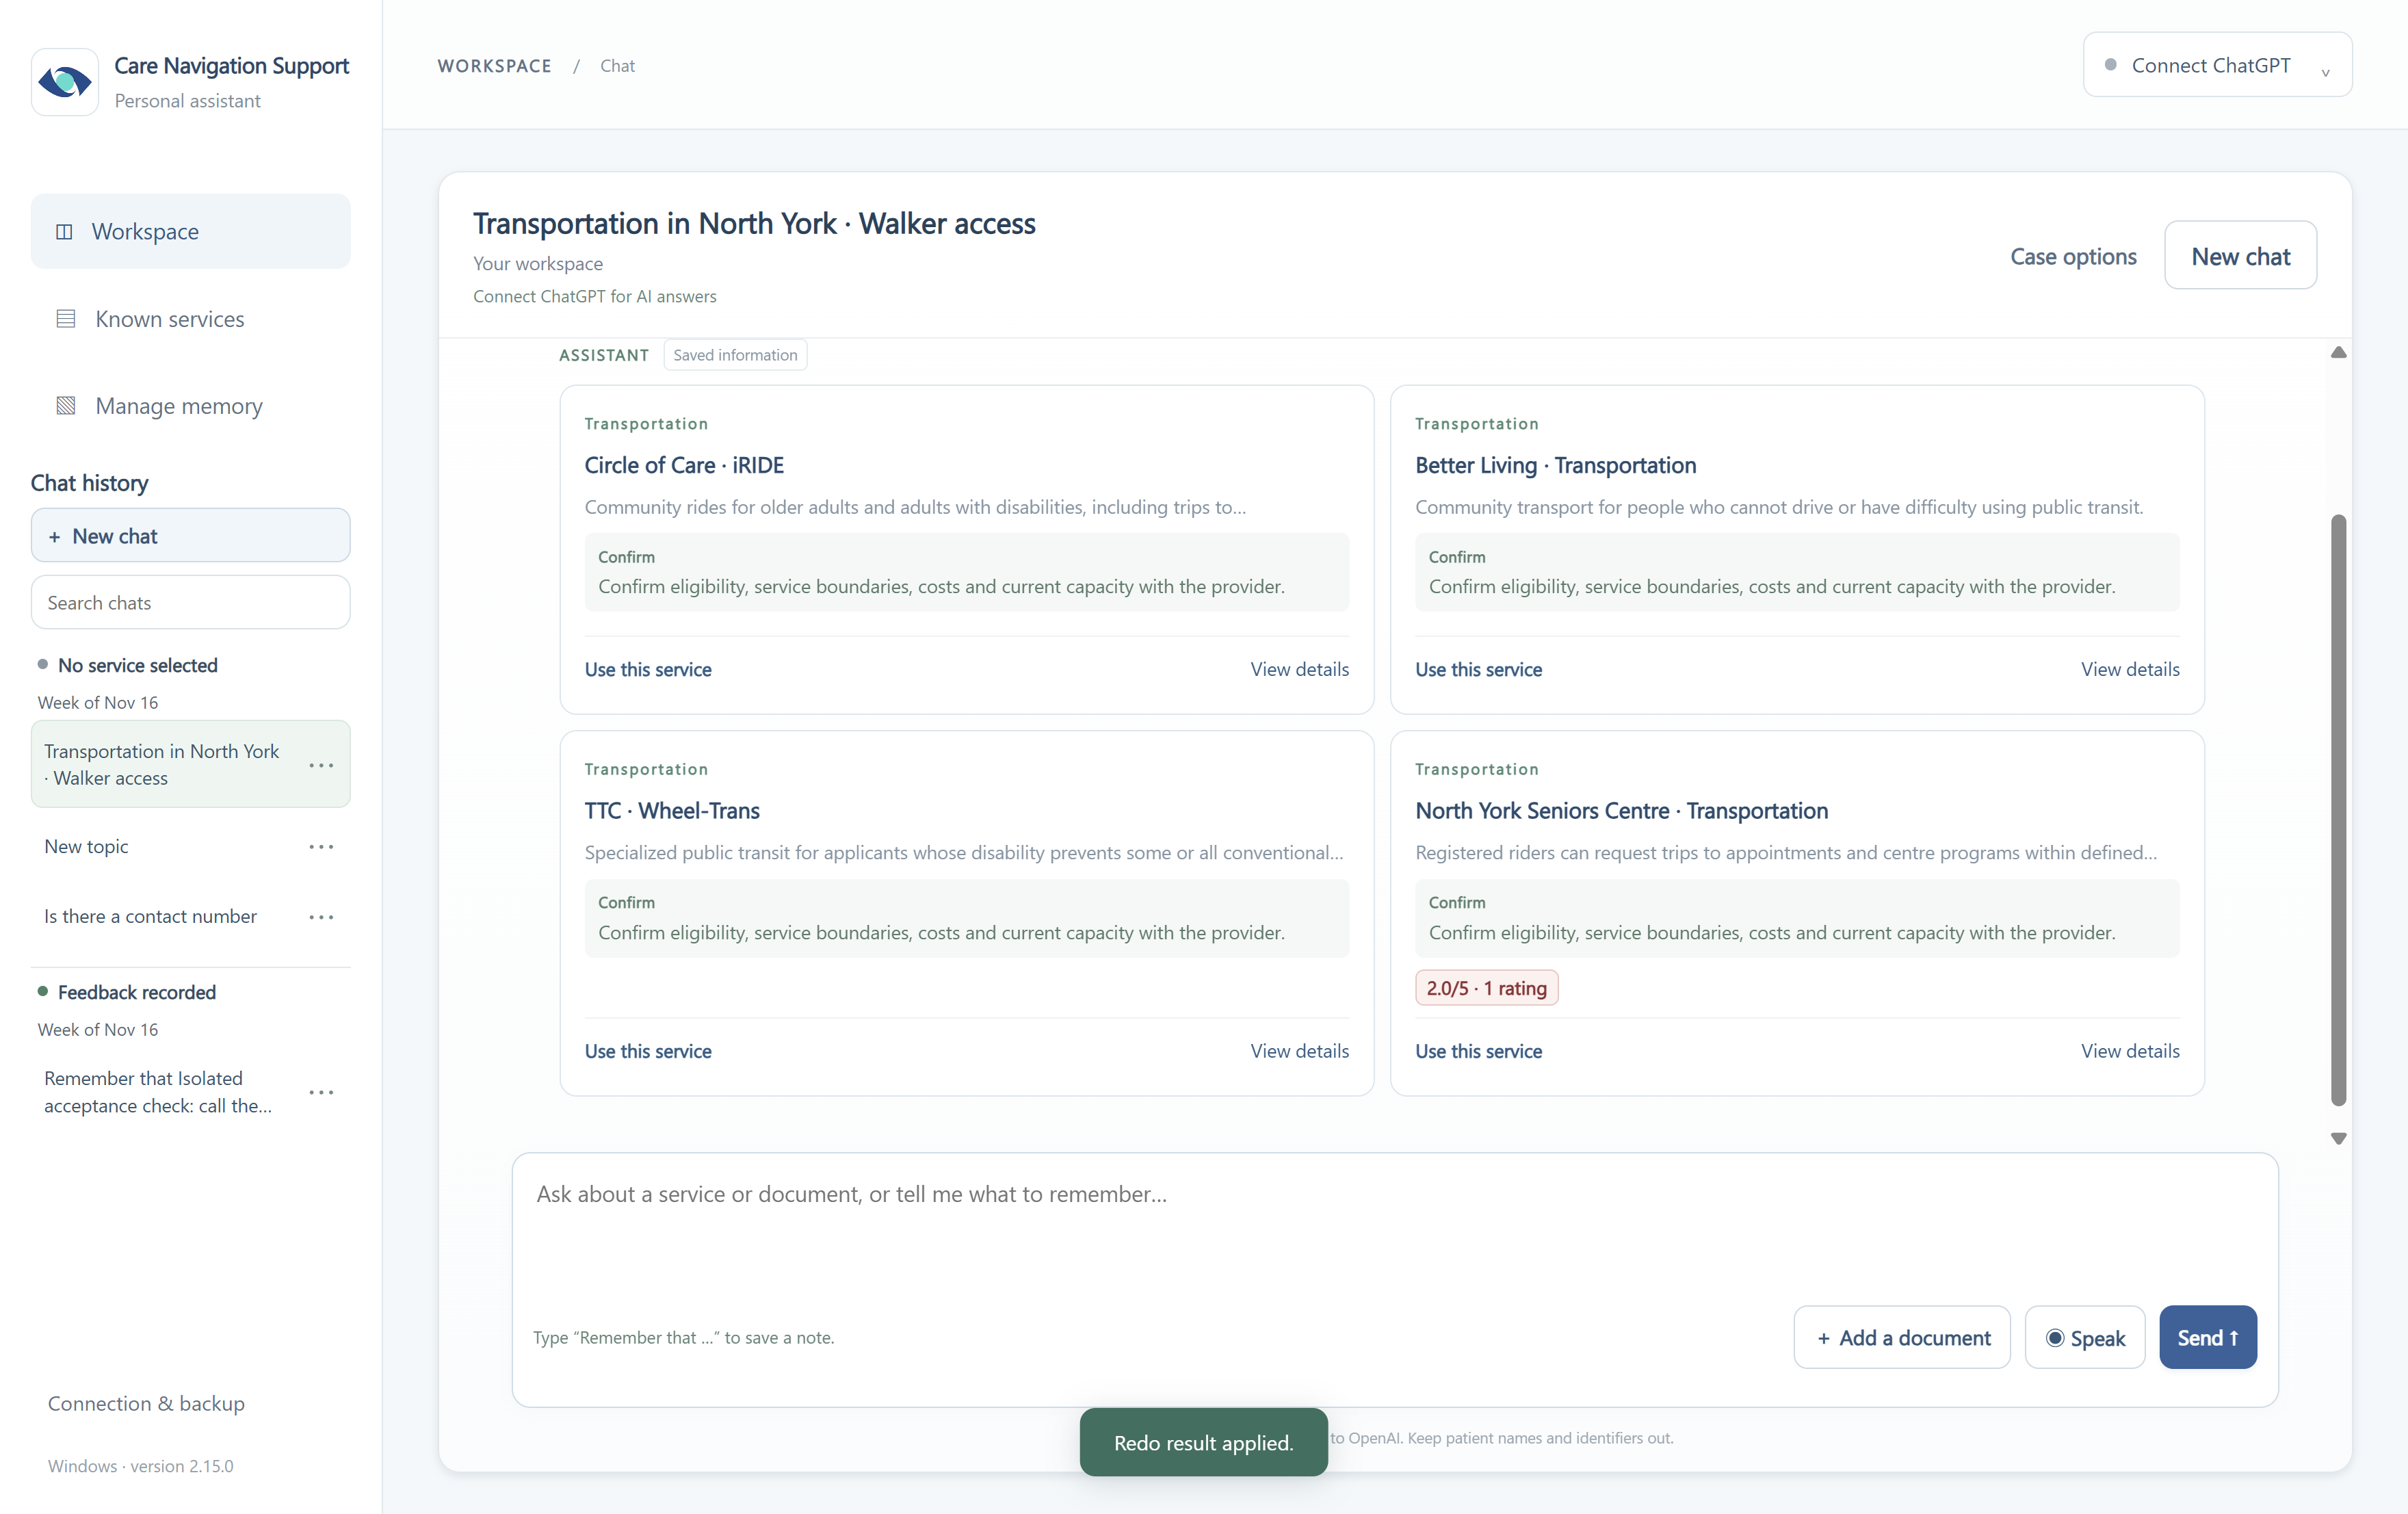 Care Navigation Support
Personal assistant
Workspace
Known services
Manage memory
Chat history
+ New chat
Search chats
No service selected
Week of Nov 16
Transportation in North York
· Walker access
New topic
Is there a contact number
Feedback recorded
Week of Nov 16
Remember that Isolated
acceptance check: call the...
Connection & backup
Windows · version 2.15.0
WORKSPACE / Chat
Connect ChatGPT
Transportation in North York · Walker access
Your workspace
Connect ChatGPT for AI answers
Case options
New chat
ASSISTANT Saved information
Transportation
Circle of Care · iRIDE
Community rides for older adults and adults with disabilities, including trips to...
Confirm
Confirm eligibility, service boundaries, costs and current capacity with the provider.
Use this service View details
Transportation
Better Living · Transportation
Community transport for people who cannot drive or have difficulty using public transit.
Confirm
Confirm eligibility, service boundaries, costs and current capacity with the provider.
Use this service View details
Transportation
TTC · Wheel-Trans
Specialized public transit for applicants whose disability prevents some or all conventional...
Confirm
Confirm eligibility, service boundaries, costs and current capacity with the provider.
Use this service View details
Transportation
North York Seniors Centre · Transportation
Registered riders can request trips to appointments and centre programs within defined...
Confirm
Confirm eligibility, service boundaries, costs and current capacity with the provider.
2.0/5 · 1 rating
Use this service View details
Ask about a service or document, or tell me what to remember...
Type “Remember that ...” to save a note.
+ Add a document
Speak
Send ↑
Redo result applied.
to OpenAI. Keep patient names and identifiers out.